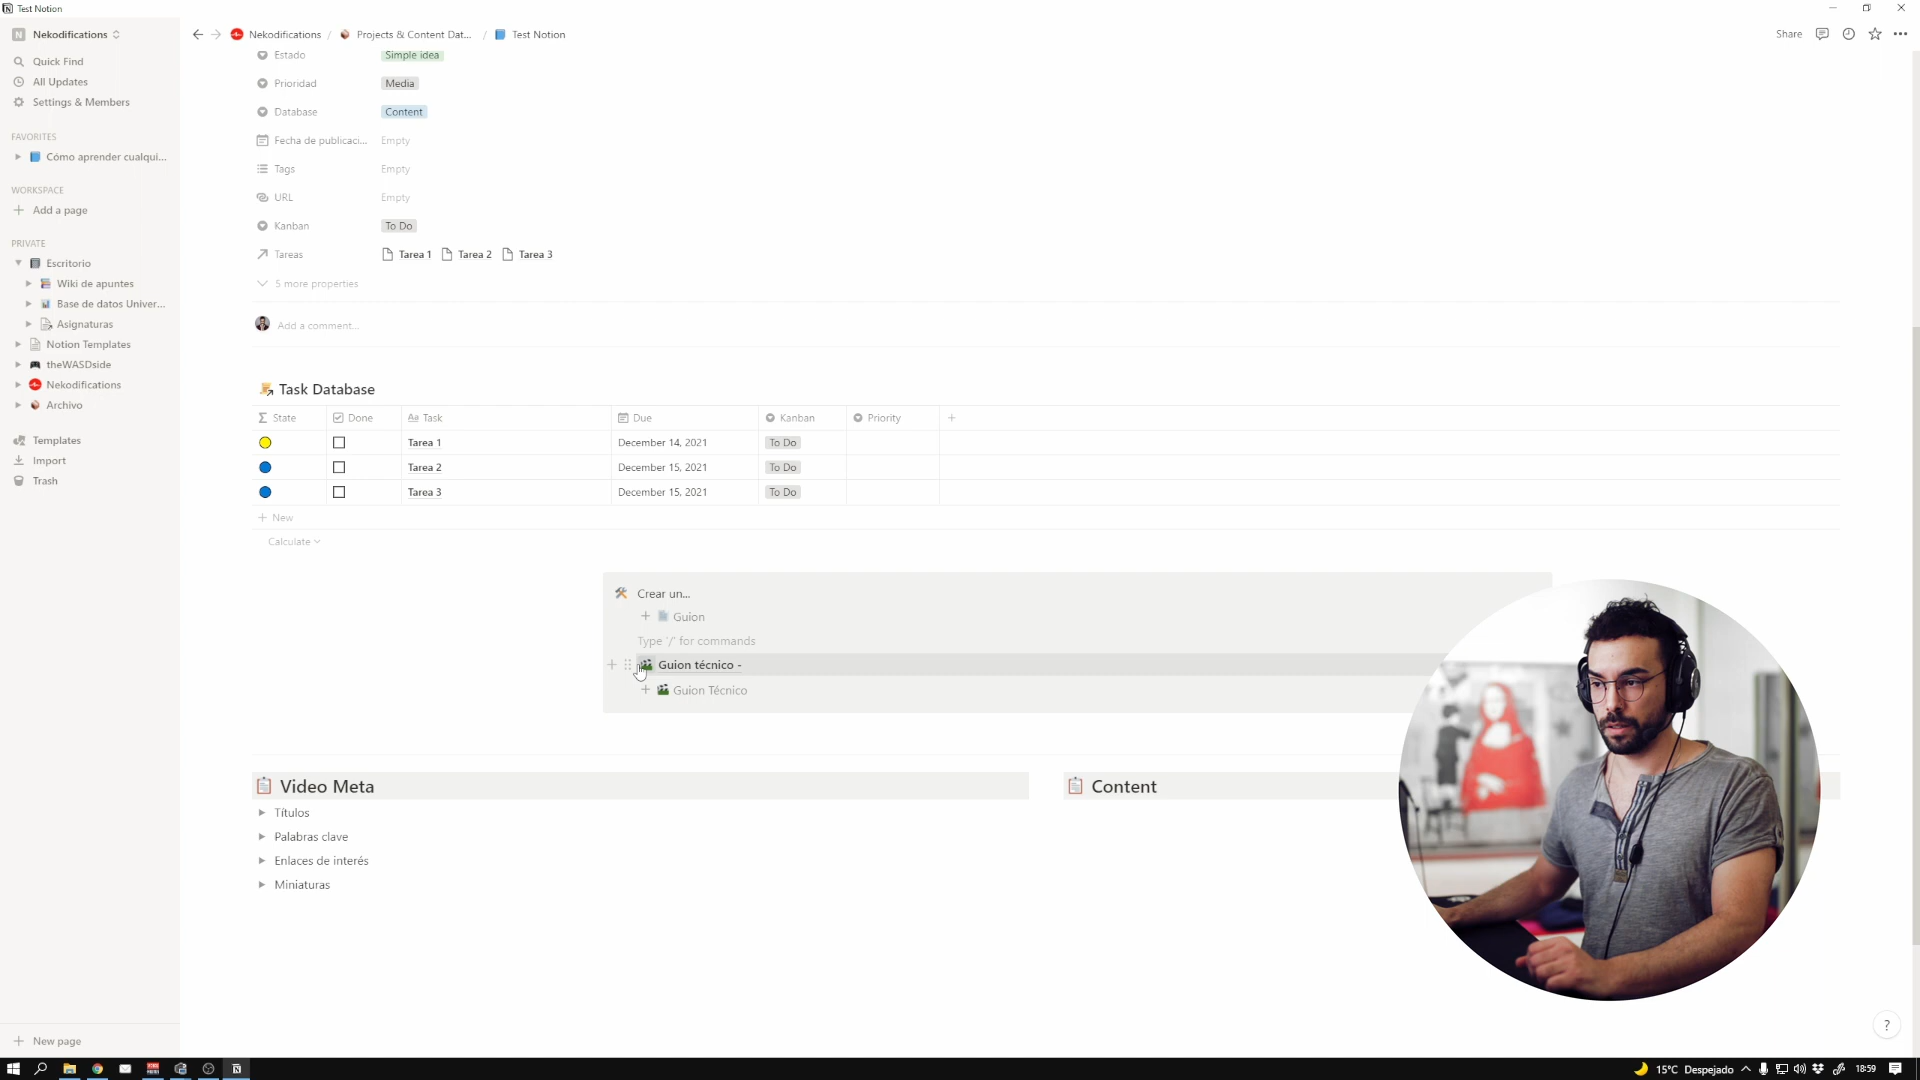 Test Notion
Nekodifications
Nekodifications / Projects & Content Dat... / Test Notion
Share
Quick Find
All Updates
Settings & Members
FAVORITES
Cómo aprender cualqui...
WORKSPACE
Add a page
PRIVATE
Escritorio
Wiki de apuntes
Base de datos Univer...
Asignaturas
Notion Templates
theWASDside
Nekodifications
Archivo
Templates
Import
Trash
New page
Estado Simple idea
Prioridad Media
Database Content
Fecha de publicaci... Empty
Tags Empty
URL Empty
Kanban To Do
Tareas Tarea 1 Tarea 2 Tarea 3
5 more properties
Add a comment...
Task Database
State Done Aa Task Due Kanban Priority
Tarea 1 December 14, 2021 To Do
Tarea 2 December 15, 2021 To Do
Tarea 3 December 15, 2021 To Do
New
Calculate
Crear un...
Guion
Type '/' for commands
Guion técnico -
Guion Técnico
Video Meta
Títulos
Palabras clave
Enlaces de interés
Miniaturas
Content
?
15°C Despejado 18:59